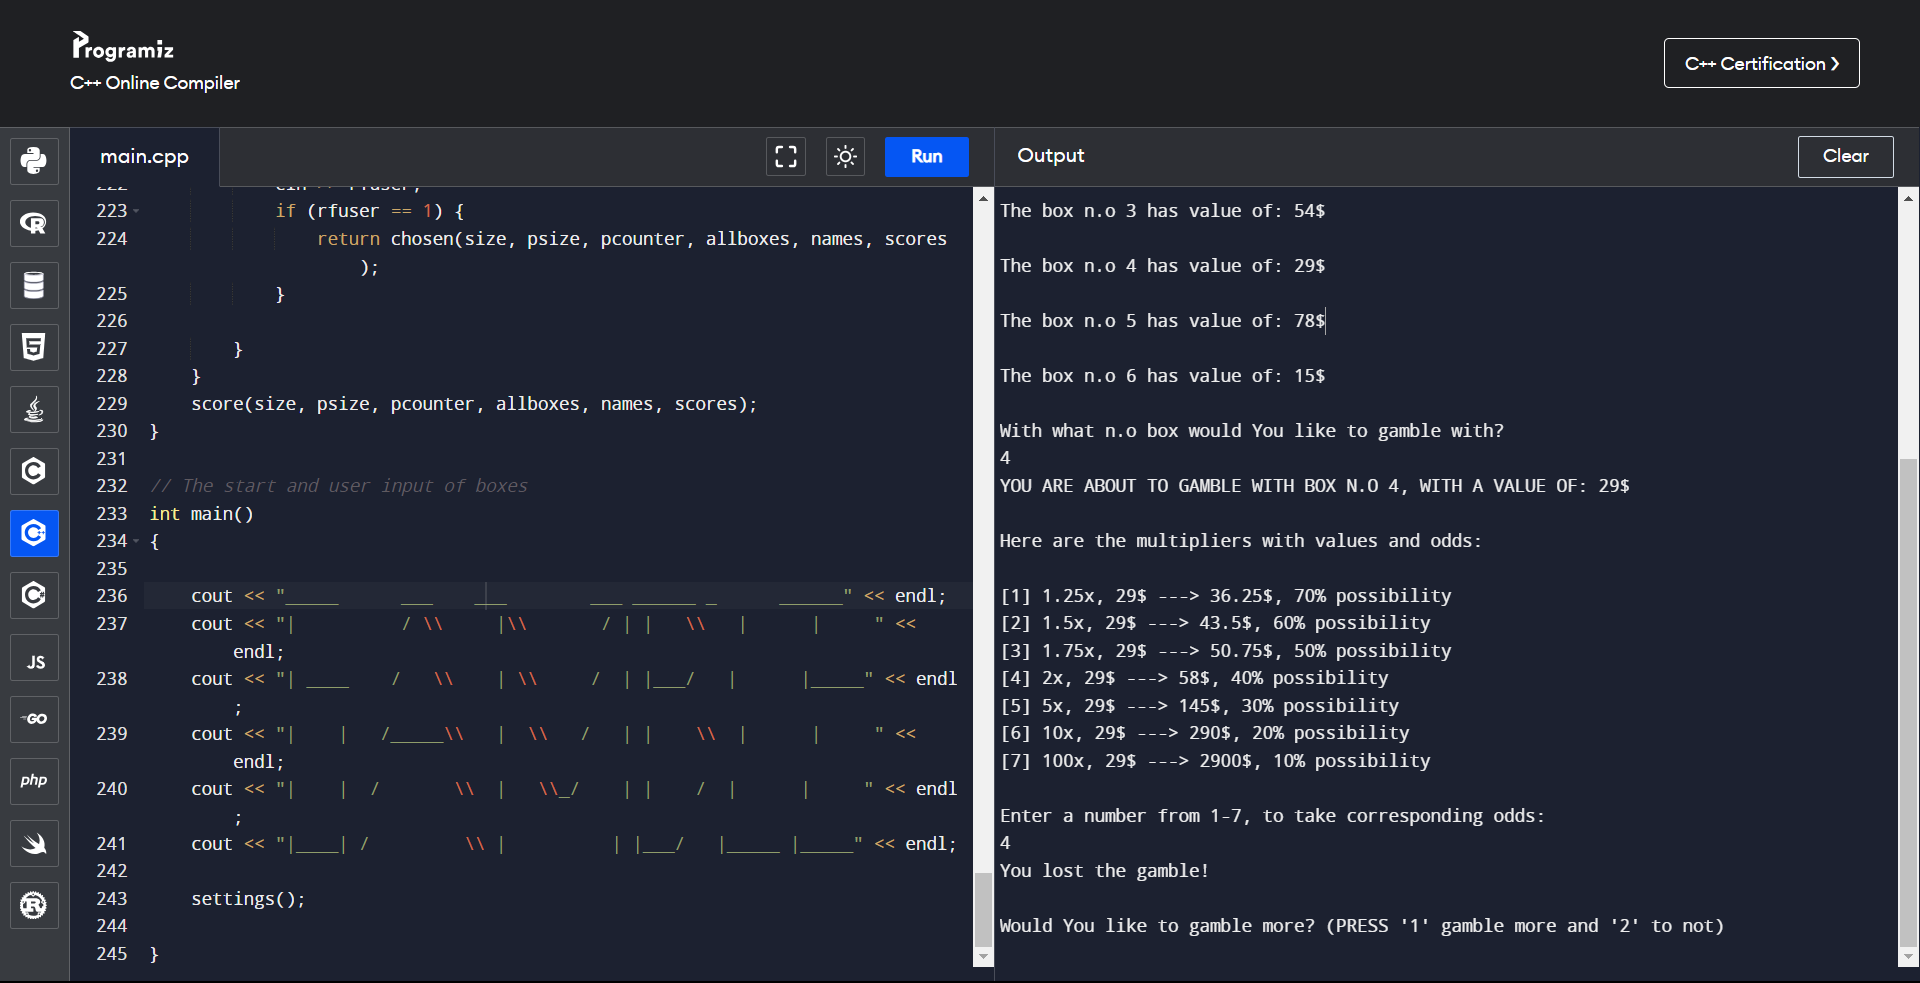 Programiz
C++ Online Compiler
C++ Certification ❯
main.cpp
Run
Output
Clear
JS
GO
php
223 if (rfuser == 1) {
224 return chosen(size, psize, pcounter, allboxes, names, scores
);
225 }
226
227 }
228 }
229 score(size, psize, pcounter, allboxes, names, scores);
230 }
231
232 // The start and user input of boxes
233 int main()
234 {
235
236 cout << "_____      ___    ___        ___ ______ _      ______" << endl;
237 cout << "|          / \\     |\\       / | |   \\   |      |     " <<
endl;
238 cout << "| ____    /   \\    | \\     /  | |___/   |      |_____" << endl
;
239 cout << "|    |   /_____\\   |  \\   /   | |    \\  |      |     " <<
endl;
240 cout << "|    |  /       \\  |   \\_/    | |    /  |      |     " << endl
;
241 cout << "|____| /         \\ |          | |___/   |_____ |_____" << endl;
242
243 settings();
244
245 }
The box n.o 3 has value of: 54$
The box n.o 4 has value of: 29$
The box n.o 5 has value of: 78$
The box n.o 6 has value of: 15$
With what n.o box would You like to gamble with?
4
YOU ARE ABOUT TO GAMBLE WITH BOX N.O 4, WITH A VALUE OF: 29$
Here are the multipliers with values and odds:
[1] 1.25x, 29$ ---> 36.25$, 70% possibility
[2] 1.5x, 29$ ---> 43.5$, 60% possibility
[3] 1.75x, 29$ ---> 50.75$, 50% possibility
[4] 2x, 29$ ---> 58$, 40% possibility
[5] 5x, 29$ ---> 145$, 30% possibility
[6] 10x, 29$ ---> 290$, 20% possibility
[7] 100x, 29$ ---> 2900$, 10% possibility
Enter a number from 1-7, to take corresponding odds:
4
You lost the gamble!
Would You like to gamble more? (PRESS '1' gamble more and '2' to not)